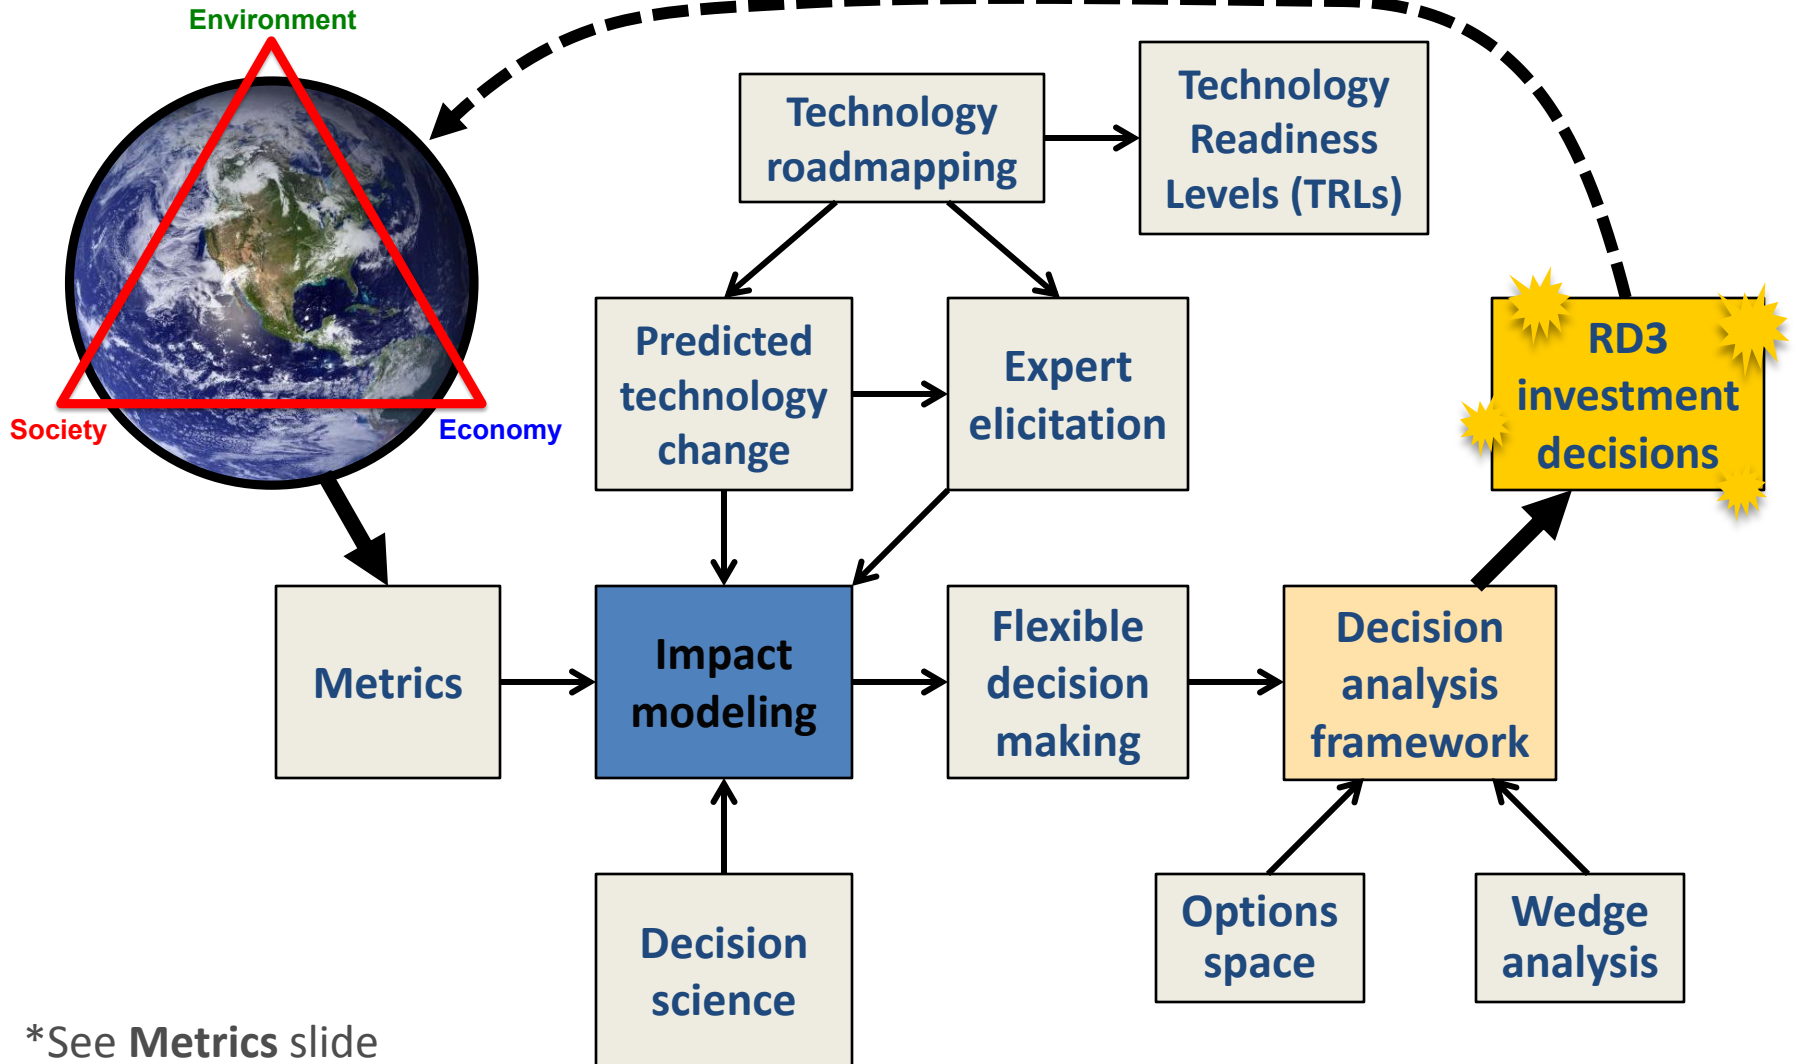 Environment
Society
Economy
Technology
roadmapping
Technology
Readiness
Levels (TRLs)
Predicted
technology
change
Expert
elicitation
RD3
investment
decisions
Metrics
Impact
modeling
Flexible
decision
making
Decision
analysis
framework
Decision
science
Options
space
Wedge
analysis
*See Metrics slide